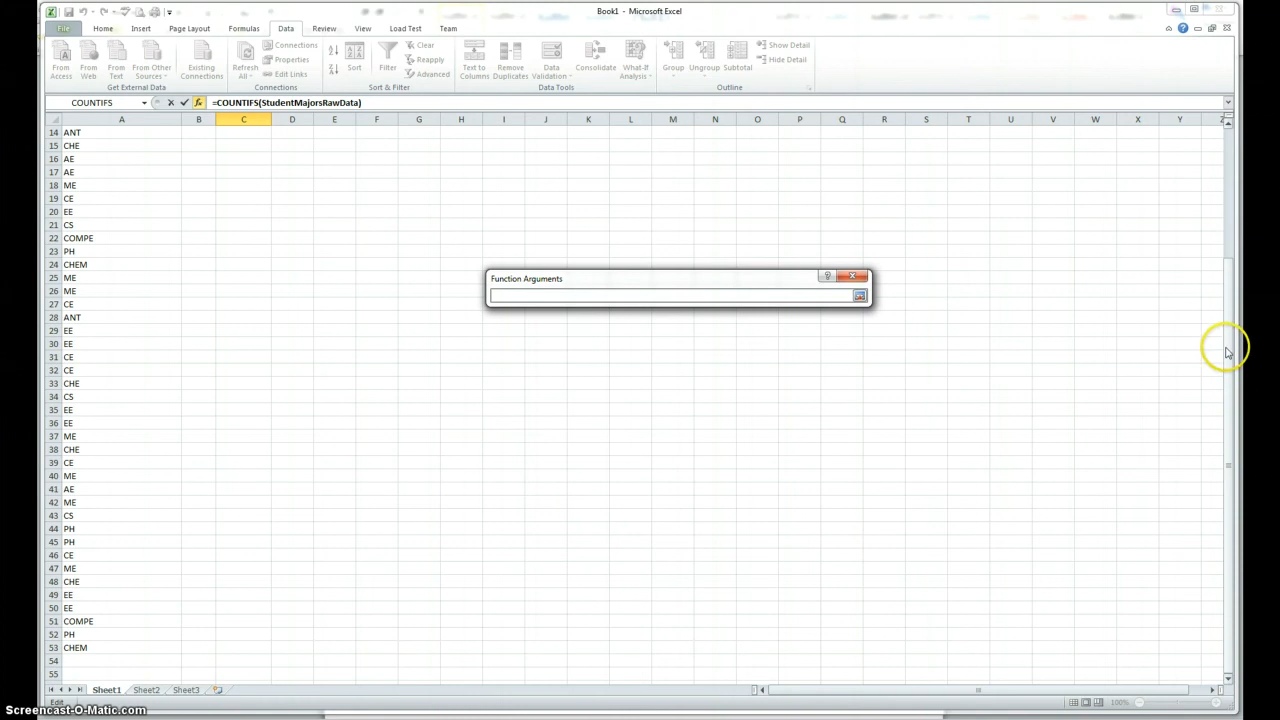 Book1 - Microsoft Excel
File Home Insert Page Layout Formulas Data Review View Load Test Team
From Access From Web From Text From Other Sources Existing Connections Refresh All Connections Properties Edit Links Sort Filter Clear Reapply Advanced Text to Columns Remove Duplicates Data Validation Consolidate What-If Analysis Group Ungroup Subtotal Show Detail Hide Detail
Get External Data Connections Sort & Filter Data Tools Outline
COUNTIFS fx =COUNTIFS(StudentMajorsRawData)
A B C D E F G H I J K L M N O P Q R S T U V W X Y Z
14 ANT
15 CHE
16 AE
17 AE
18 ME
19 CE
20 EE
21 CS
22 COMPE
23 PH
24 CHEM
25 ME
26 ME
27 CE
28 ANT
29 EE
30 EE
31 CE
32 CE
33 CHE
34 CS
35 EE
36 EE
37 ME
38 CHE
39 CE
40 ME
41 AE
42 ME
43 CS
44 PH
45 PH
46 CE
47 ME
48 CHE
49 EE
50 EE
51 COMPE
52 PH
53 CHEM
54
55
Function Arguments
Sheet1 Sheet2 Sheet3
Edit 100%
Screencast-O-Matic.com